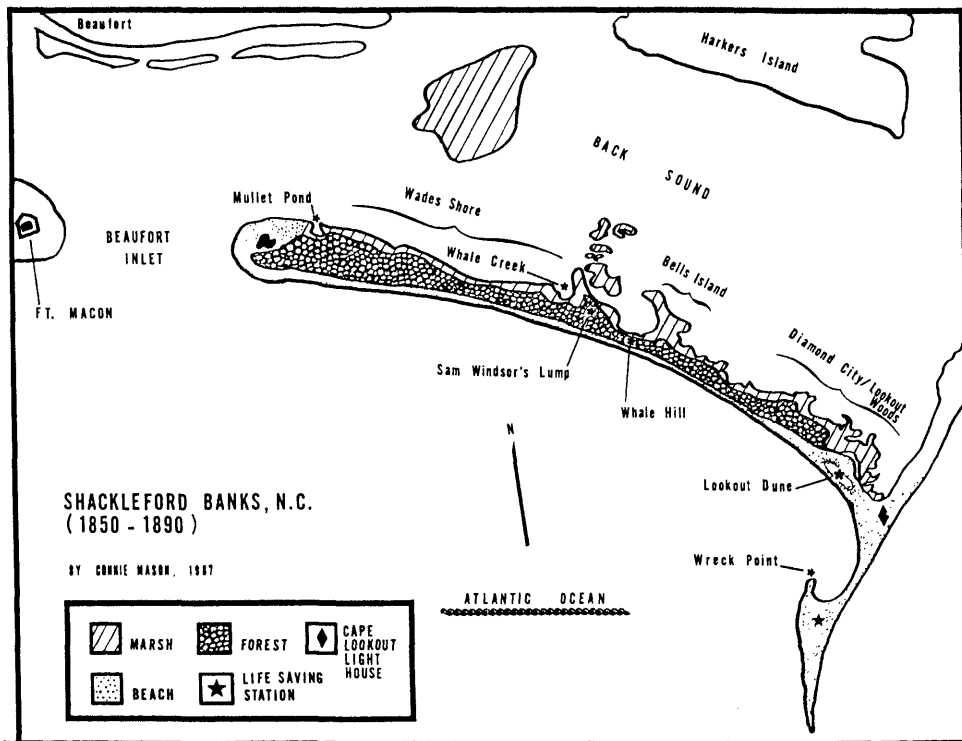 Beaufort
Harkers Island
BACK
SOUND
Mullet Pond
Wades Shore
BEAUFORT
INLET
Whale Creek
Bells Island
FT. MACON
Diamond City/Lookout
Woods
Sam Windsor's Lump
Whale Hill
N
Lookout Dune
SHACKLEFORD BANKS, N.C.
(1850 - 1890)
Wreck Point
BY CONNIE MASON, 1987
ATLANTIC OCEAN
MARSH
FOREST
CAPE
LOOKOUT
LIGHT
HOUSE
BEACH
LIFE SAVING
STATION